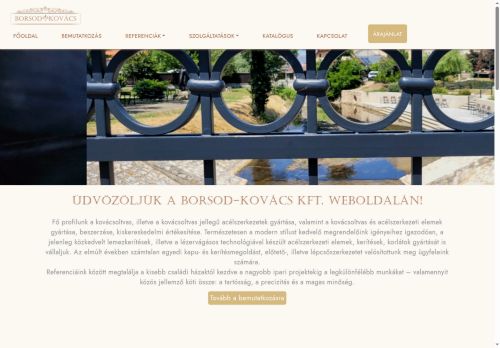 BORSOD KOVÁCS
FŐOLDAL
BEMUTATKOZÁS
REFERENCIÁK
SZOLGÁLTATÁSOK
KATALÓGUS
KAPCSOLAT
ÁRAJÁNLAT
ÜDVÖZÖLJÜK A BORSOD-KOVÁCS KFT. WEBOLDALÁN!
Fő profilunk a kovácsoltvas, illetve a kovácsoltvas jellegű acélszerkezetek gyártása, valamint a kovácsoltvas és acélszerkezeti elemek
gyártása, beszerzése, kiskereskedelmi értékesítése. Természetesen a modern stílust kedvelő megrendelőink igényeihez igazodóan, a
jelenleg közkedvelt lemezkerítések, illetve a lézervágásos technológiával készült acélszerkezeti elemek, kerítések, korlátok gyártását is
vállaljuk. Az elmúlt években számtalan egyedi kapu- és kerítésmegoldást, előtető-, illetve lépcsőszerkezetet valósítottunk meg ügyfeleink
számára.
Referenciáink között megtalálja a kisebb családi házaktól kezdve a nagyobb ipari projektekig a legkülönfélébb munkákat – valamennyit
közös jellemző köti össze: a tartósság, a precizitás és a magas minőség.
Tovább a bemutatkozásra